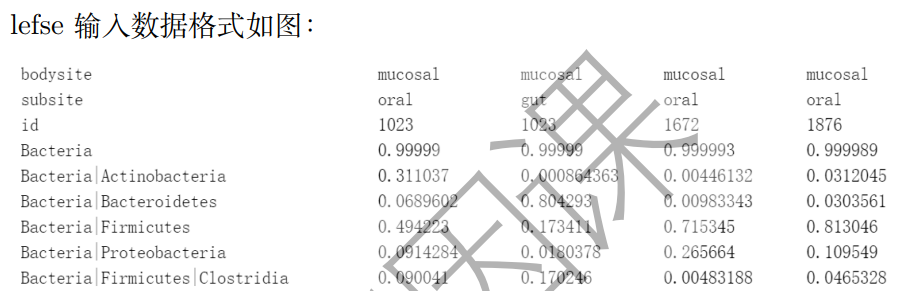 lefse 输入数据格式如图：
bodysite mucosal mucosal mucosal mucosal
subsite oral gut oral oral
id 1023 1023 1672 1876
Bacteria 0.99999 0.99999 0.999993 0.999989
Bacteria|Actinobacteria 0.311037 0.000864363 0.00446132 0.0312045
Bacteria|Bacteroidetes 0.0689602 0.804293 0.00983343 0.0303561
Bacteria|Firmicutes 0.494223 0.173411 0.715345 0.813046
Bacteria|Proteobacteria 0.0914284 0.0180378 0.265664 0.109549
Bacteria|Firmicutes|Clostridia 0.090041 0.170246 0.00483188 0.0465328